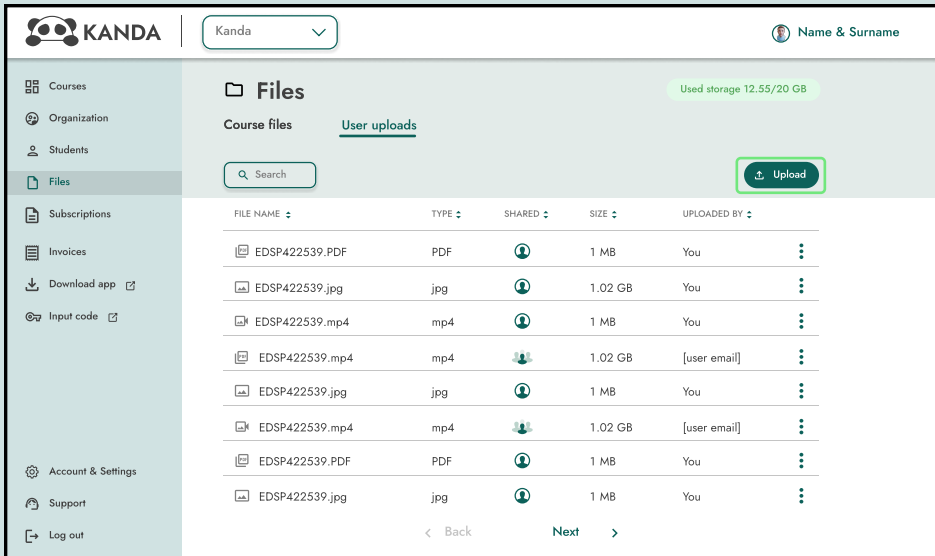 KANDA
Kanda
Name & Surname
Courses
Organization
Students
Files
Subscriptions
Invoices
Download app
Input code
Account & Settings
Support
Log out
Files
Used storage 12.55/20 GB
Course files
User uploads
Search
Upload
FILE NAME TYPE SHARED SIZE UPLOADED BY
PDF EDSP422539.PDF PDF 1 MB You
EDSP422539.jpg jpg 1.02 GB You
EDSP422539.mp4 mp4 1 MB You
PDF EDSP422539.mp4 mp4 1.02 GB [user email]
EDSP422539.jpg jpg 1 MB You
EDSP422539.mp4 mp4 1.02 GB [user email]
PDF EDSP422539.PDF PDF 1 MB You
EDSP422539.jpg jpg 1 MB You
Back Next